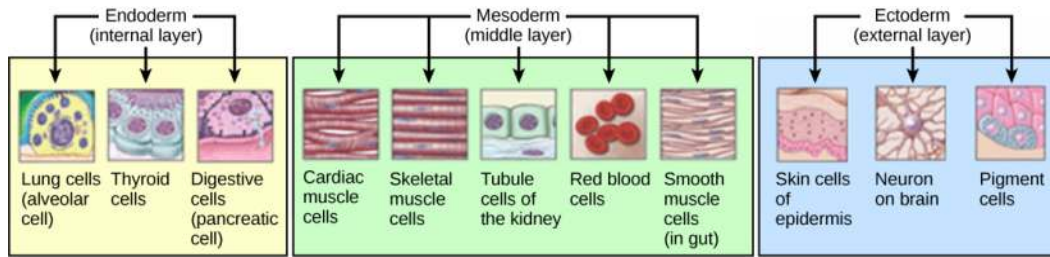 Endoderm
(internal layer)
Mesoderm
(middle layer)
Ectoderm
(external layer)
Lung cells
(alveolar
cell)
Thyroid
cells
Digestive
cells
(pancreatic
cell)
Cardiac
muscle
cells
Skeletal
muscle
cells
Tubule
cells of
the kidney
Red blood
cells
Smooth
muscle
cells
(in gut)
Skin cells
of
epidermis
Neuron
on brain
Pigment
cells